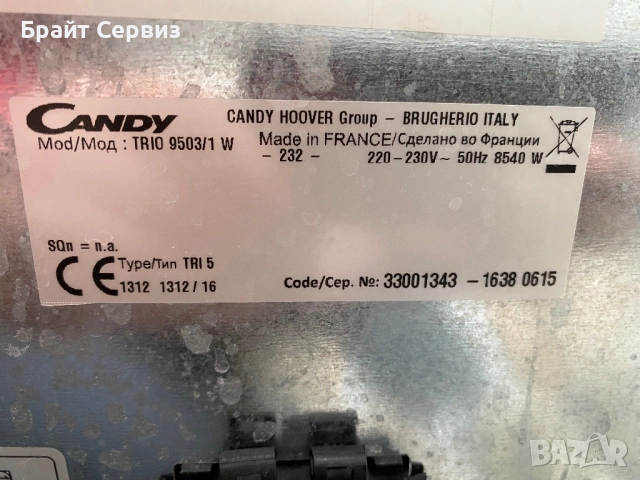 Брайт Сервиз
CANDY
CANDY HOOVER Group – BRUGHERIO ITALY
Mod/Мод : TRIO 9503/1 W
Made in FRANCE/Сделано во Франции
– 232 –
220–230V~ 50Hz 8540 W
SQn = n.a.
CE Type/Тип TRI 5
1312 1312/16
Code/Сер. №: 33001343 –1638 0615
BAZAR